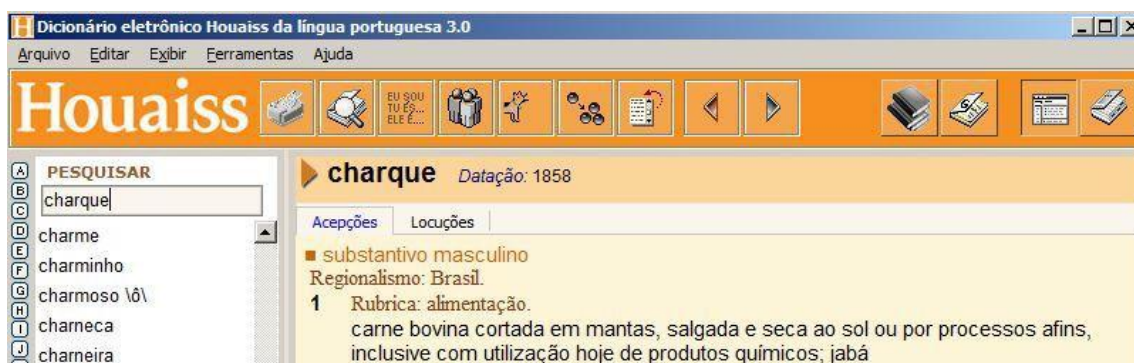 Dicionário eletrônico Houaiss da língua portuguesa 3.0
Arquivo Editar Exibir Ferramentas Ajuda
Houaiss
EU SOU
TU ÉS...
ELE É...
A
B
C
D
E
F
G
H
I
J
PESQUISAR
charque
charme
charminho
charmoso \ô\
charneca
charneira
charque Datação: 1858
Acepções Locuções
substantivo masculino
Regionalismo: Brasil.
1 Rubrica: alimentação.
carne bovina cortada em mantas, salgada e seca ao sol ou por processos afins,
inclusive com utilização hoje de produtos químicos; jabá